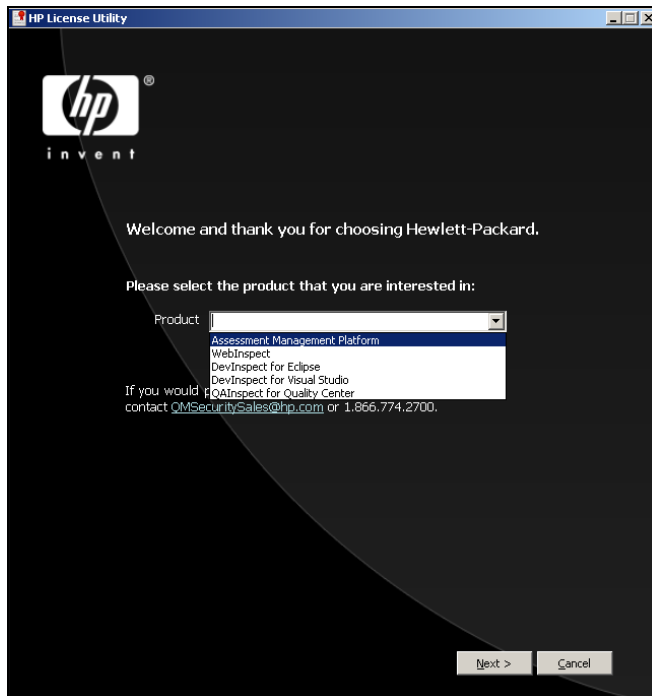 HP License Utility
hp
®
invent
Welcome and thank you for choosing Hewlett-Packard.
Please select the product that you are interested in:
Product
Assessment Management Platform
WebInspect
DevInspect for Eclipse
DevInspect for Visual Studio
QAInspect for Quality Center
If you would
contact QMSecuritySales@hp.com or 1.866.774.2700.
Next >
Cancel